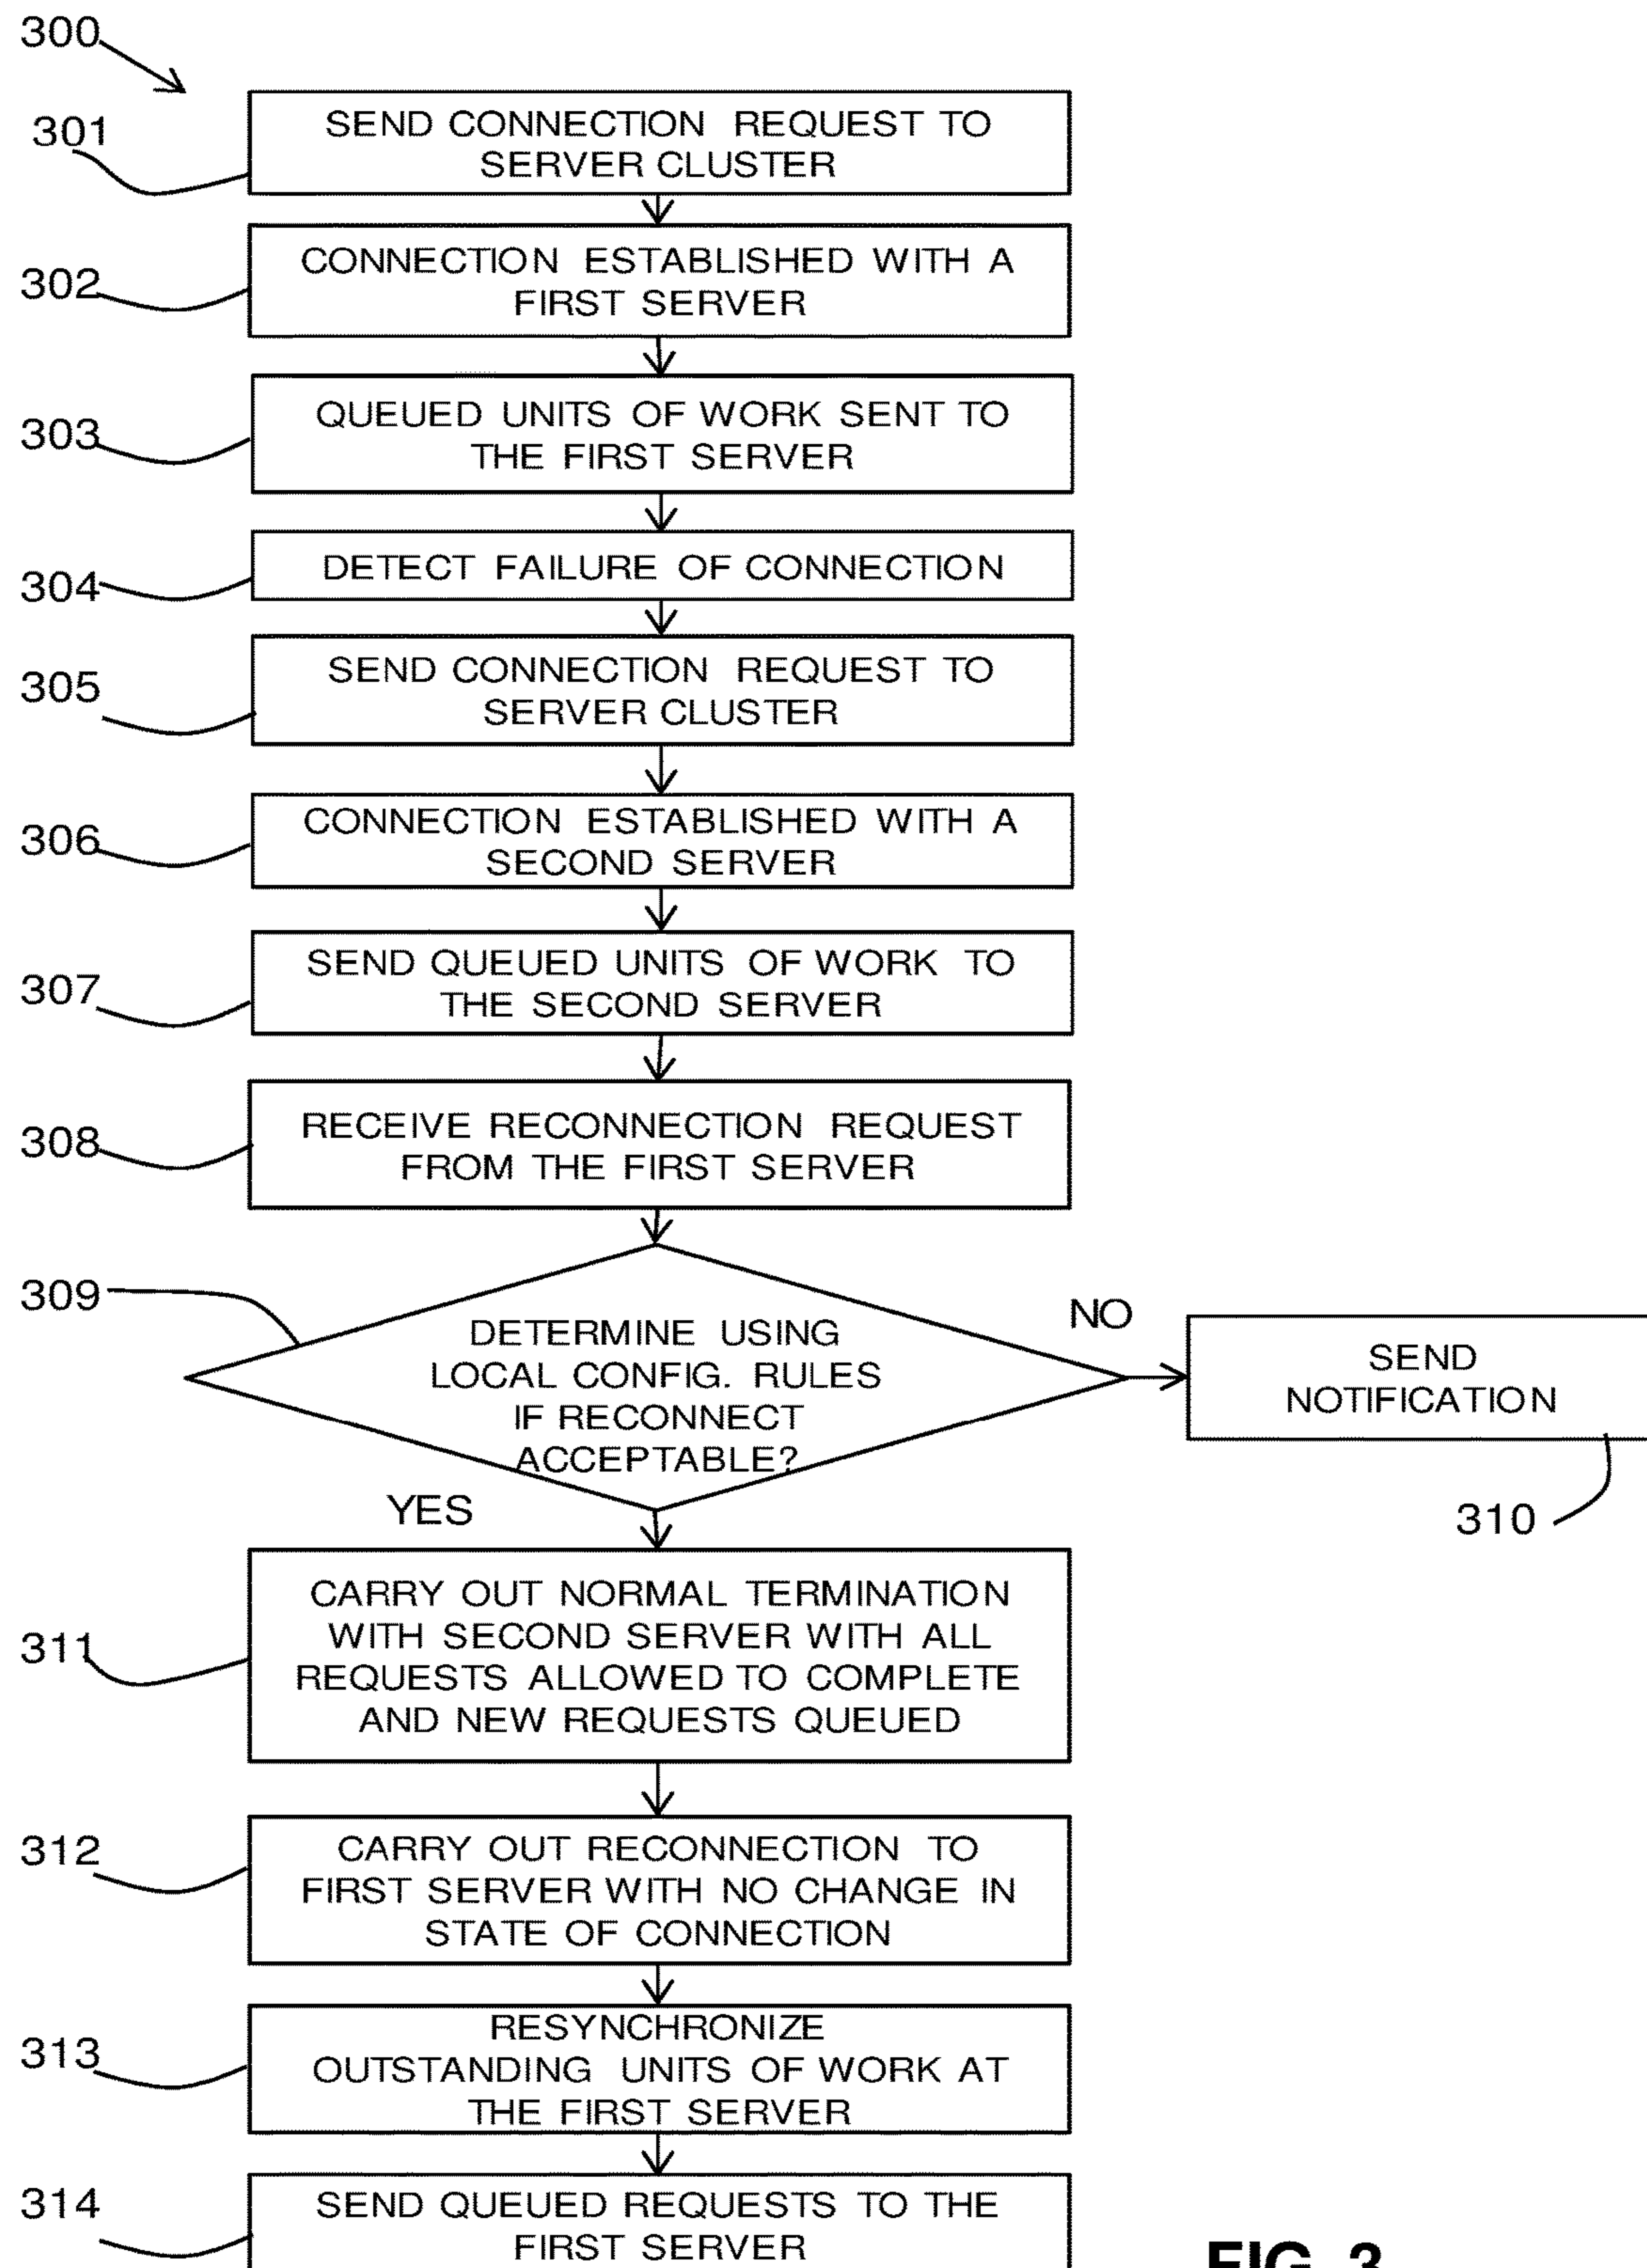 300
301
SEND CONNECTION REQUEST TO
SERVER CLUSTER
302
CONNECTION ESTABLISHED WITH A
FIRST SERVER
303
QUEUED UNITS OF WORK SENT TO
THE FIRST SERVER
304
DETECT FAILURE OF CONNECTION
305
SEND CONNECTION REQUEST TO
SERVER CLUSTER
306
CONNECTION ESTABLISHED WITH A
SECOND SERVER
307
SEND QUEUED UNITS OF WORK TO
THE SECOND SERVER
308
RECEIVE RECONNECTION REQUEST
FROM THE FIRST SERVER
309
DETERMINE USING
LOCAL CONFIG. RULES
IF RECONNECT
ACCEPTABLE?
NO
SEND
NOTIFICATION
310
YES
311
CARRY OUT NORMAL TERMINATION
WITH SECOND SERVER WITH ALL
REQUESTS ALLOWED TO COMPLETE
AND NEW REQUESTS QUEUED
312
CARRY OUT RECONNECTION TO
FIRST SERVER WITH NO CHANGE IN
STATE OF CONNECTION
313
RESYNCHRONIZE
OUTSTANDING UNITS OF WORK AT
THE FIRST SERVER
314
SEND QUEUED REQUESTS TO THE
FIRST SERVER
FIG. 3